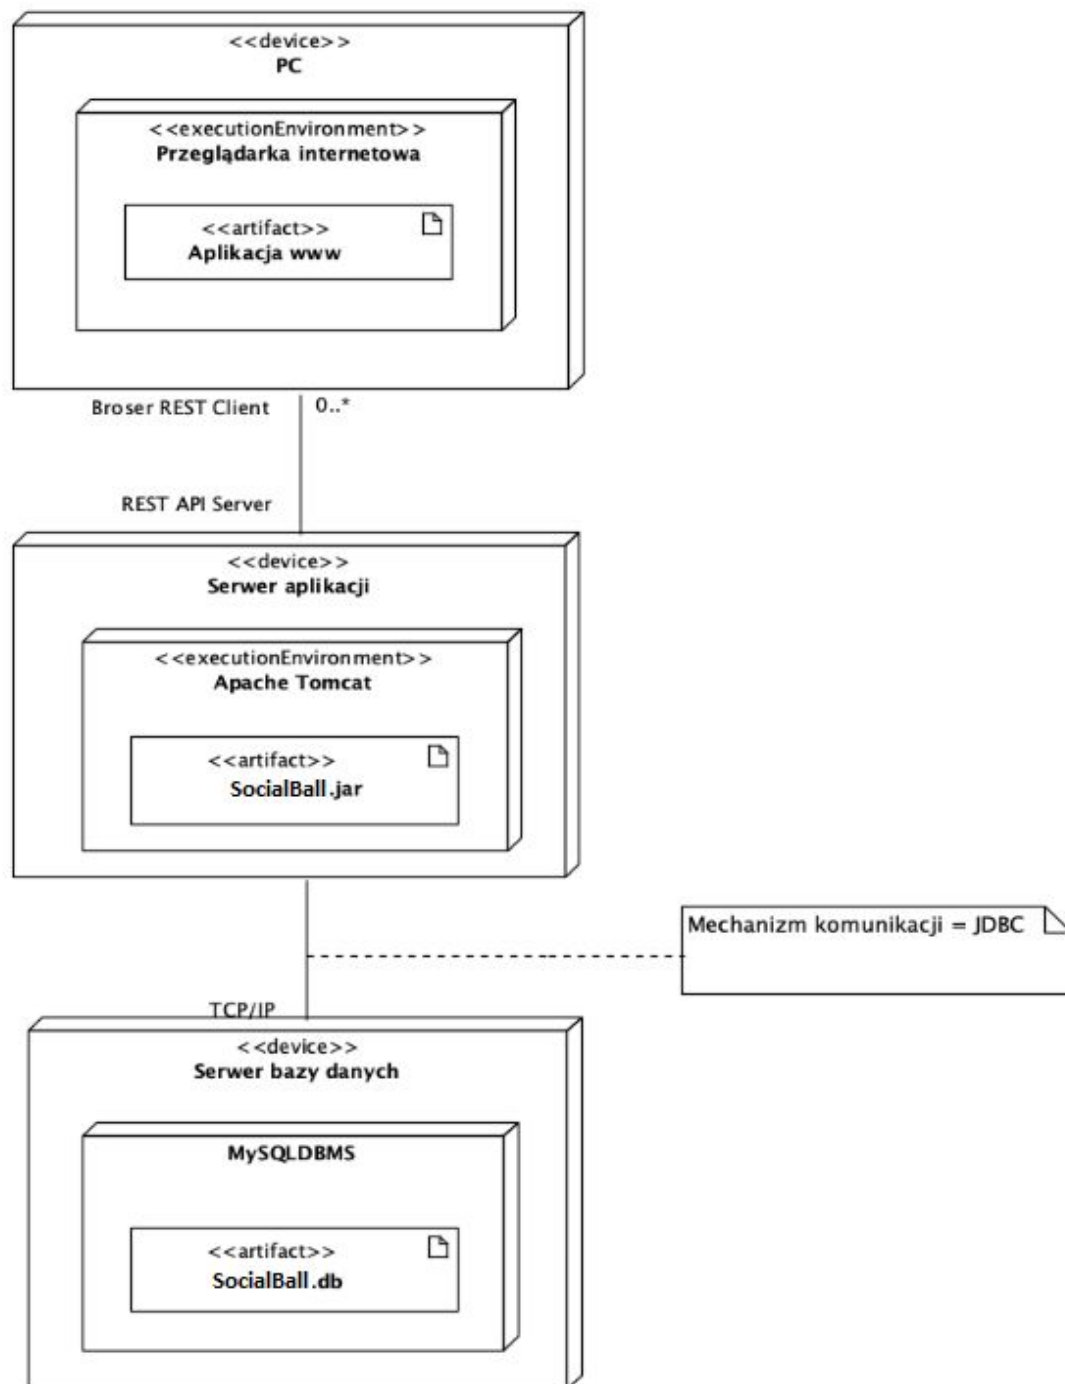 <<device>>
PC
<<executionEnvironment>>
Przeglądarka internetowa
<<artifact>>
Aplikacja www
Broser REST Client
0..*
REST API Server
<<device>>
Serwer aplikacji
<<executionEnvironment>>
Apache Tomcat
<<artifact>>
SocialBall.jar
Mechanizm komunikacji = JDBC
TCP/IP
<<device>>
Serwer bazy danych
MySQLDBMS
<<artifact>>
SocialBall.db